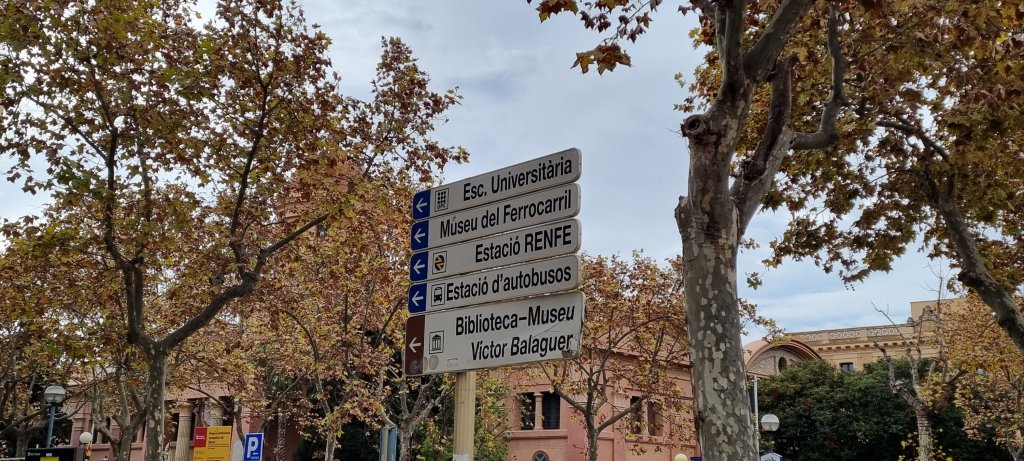 Esc. Universitària
Museu del Ferrocarril
Estació RENFE
Estació d'autobusos
Biblioteca-Museu
Víctor Balaguer
P